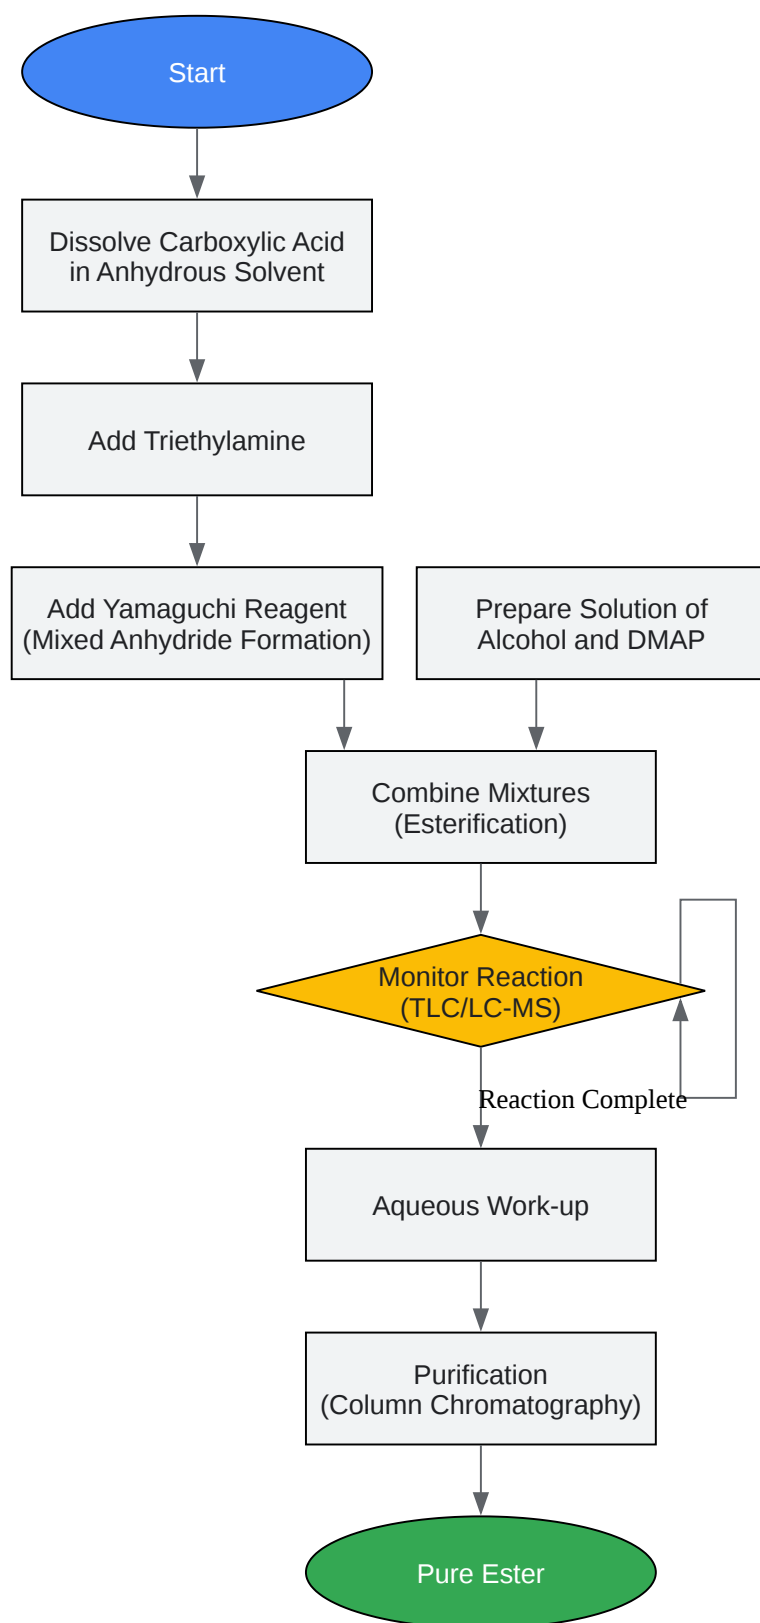 Start
Dissolve Carboxylic Acid
in Anhydrous Solvent
Add Triethylamine
Add Yamaguchi Reagent
(Mixed Anhydride Formation)
Prepare Solution of
Alcohol and DMAP
Combine Mixtures
(Esterification)
Monitor Reaction
(TLC/LC-MS)
Reaction Complete
Aqueous Work-up
Purification
(Column Chromatography)
Pure Ester